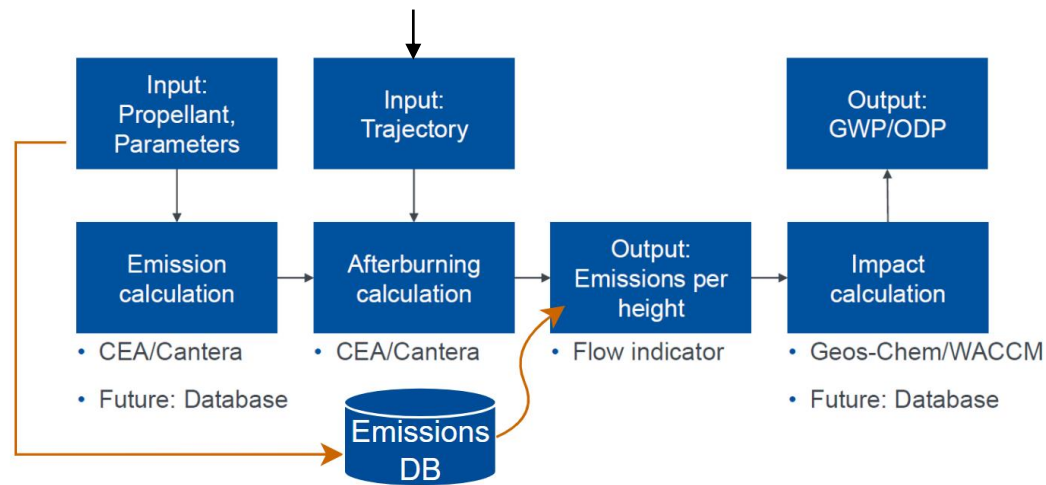 Input:
Propellant,
Parameters
Input:
Trajectory
Output:
GWP/ODP
Emission
calculation
Afterburning
calculation
Output:
Emissions per
height
Impact
calculation
• CEA/Cantera
• Future: Database
• CEA/Cantera
• Flow indicator
• Geos-Chem/WACCM
• Future: Database
Emissions
DB